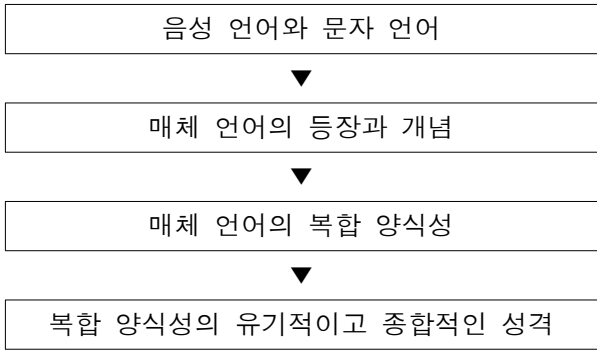 음성 언어와 문자 언어
▼
매체 언어의 등장과 개념
▼
매체 언어의 복합 양식성
▼
복합 양식성의 유기적이고 종합적인 성격